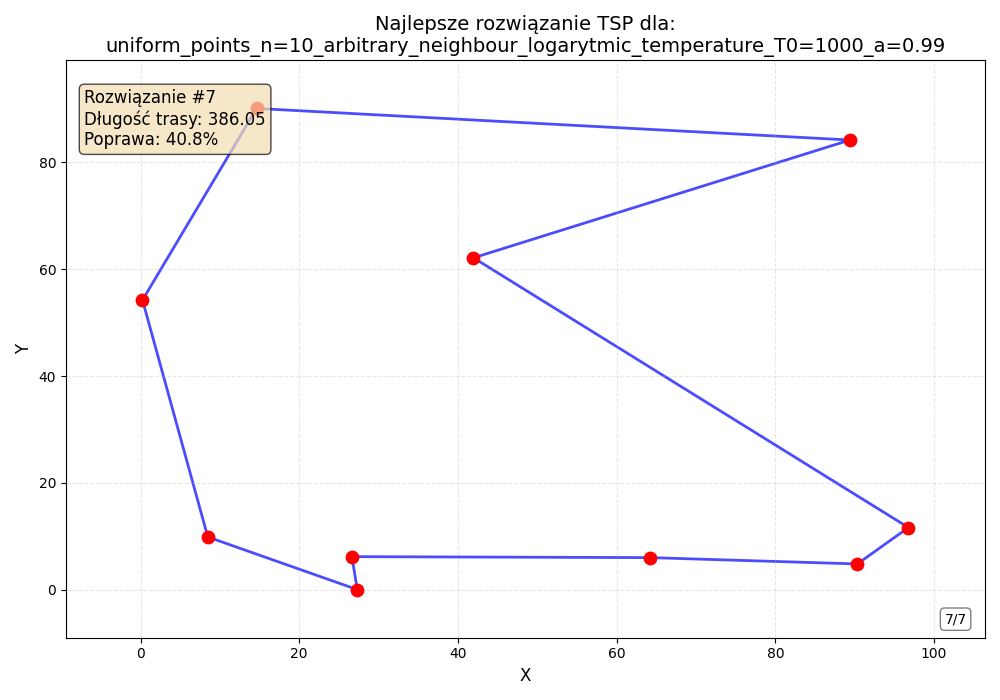 Najlepsze rozwiązanie TSP dla:
uniform_points_n=10_arbitrary_neighbour_logarytmic_temperature_T0=1000_a=0.99
Rozwiązanie #7
Długość trasy: 386.05
Poprawa: 40.8%
80
60
40
20
0
Y
7/7
0 20 40 60 80 100
X